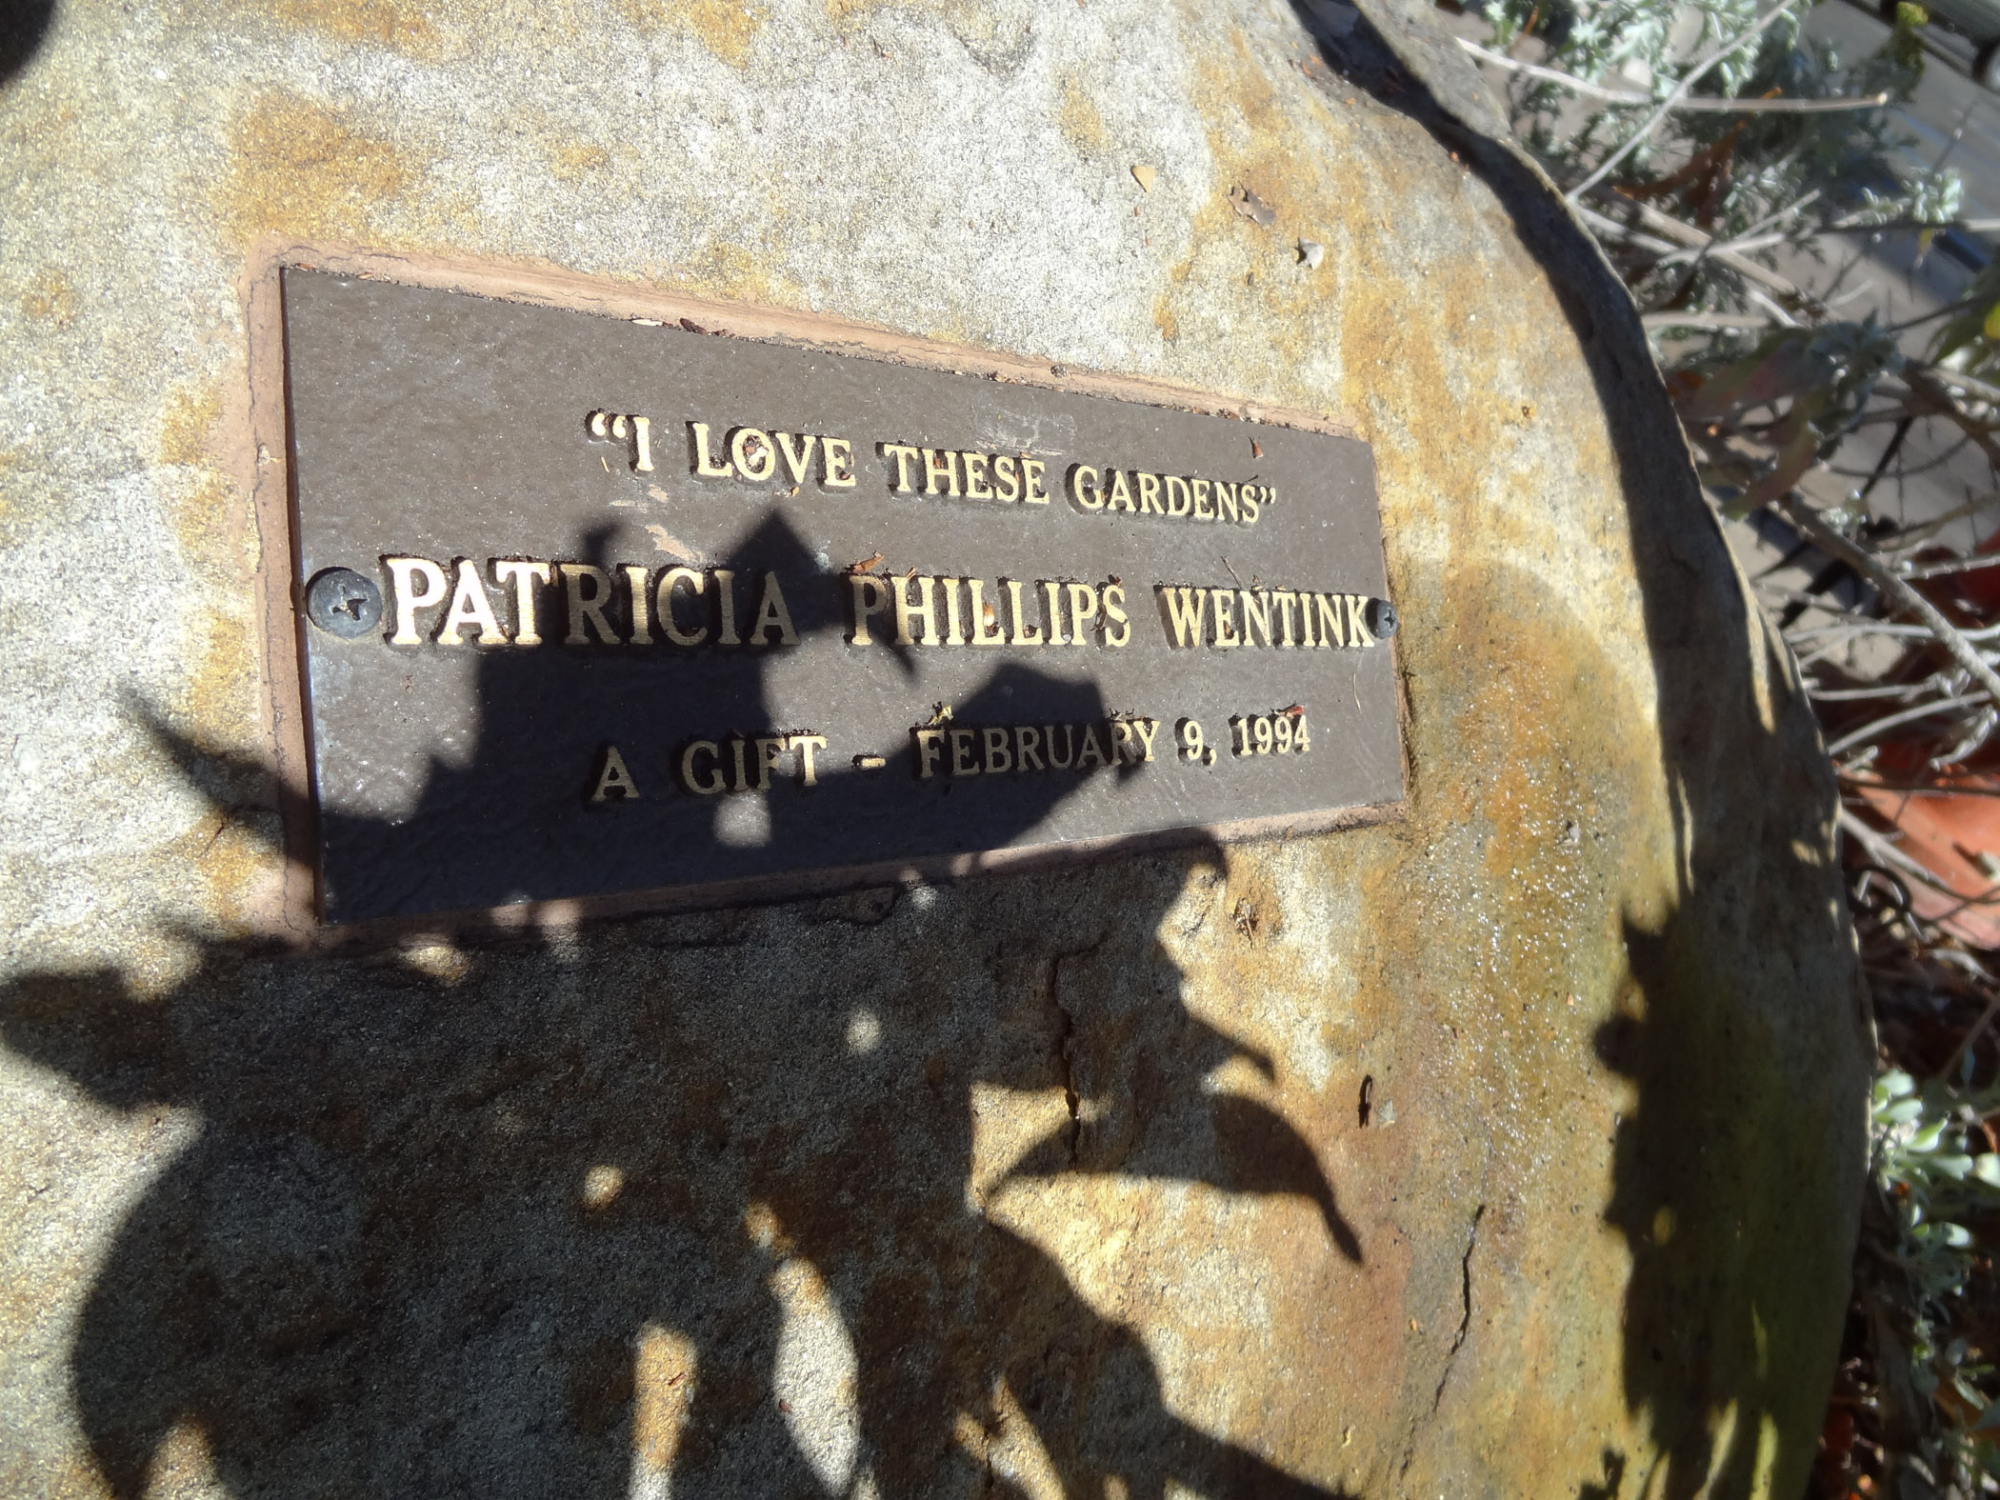 “I LOVE THESE GARDENS”
PATRICIA PHILLIPS WENTINK
A GIFT - FEBRUARY 9, 1994